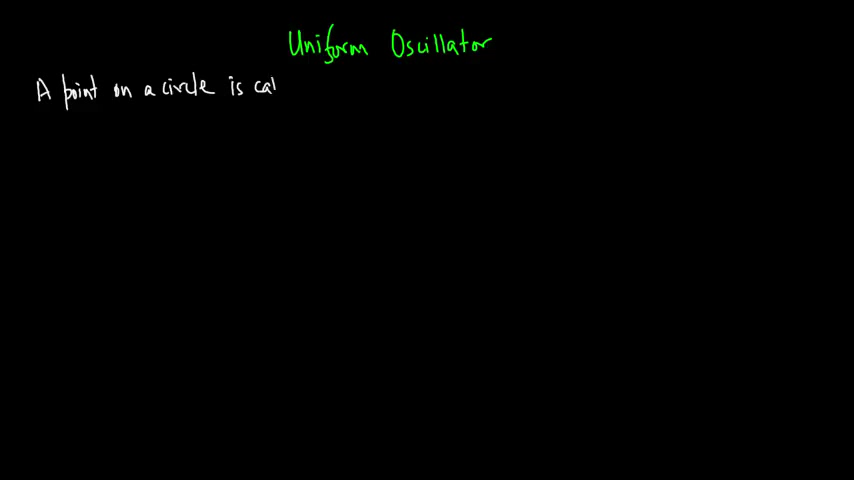 Uniform Oscillator
A point on a circle is cal